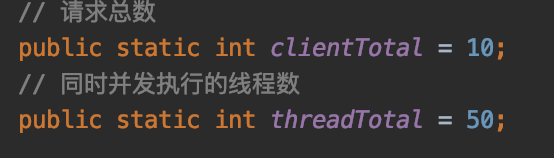 // 请求总数
public static int clientTotal = 10;
// 同时并发执行的线程数
public static int threadTotal = 50;